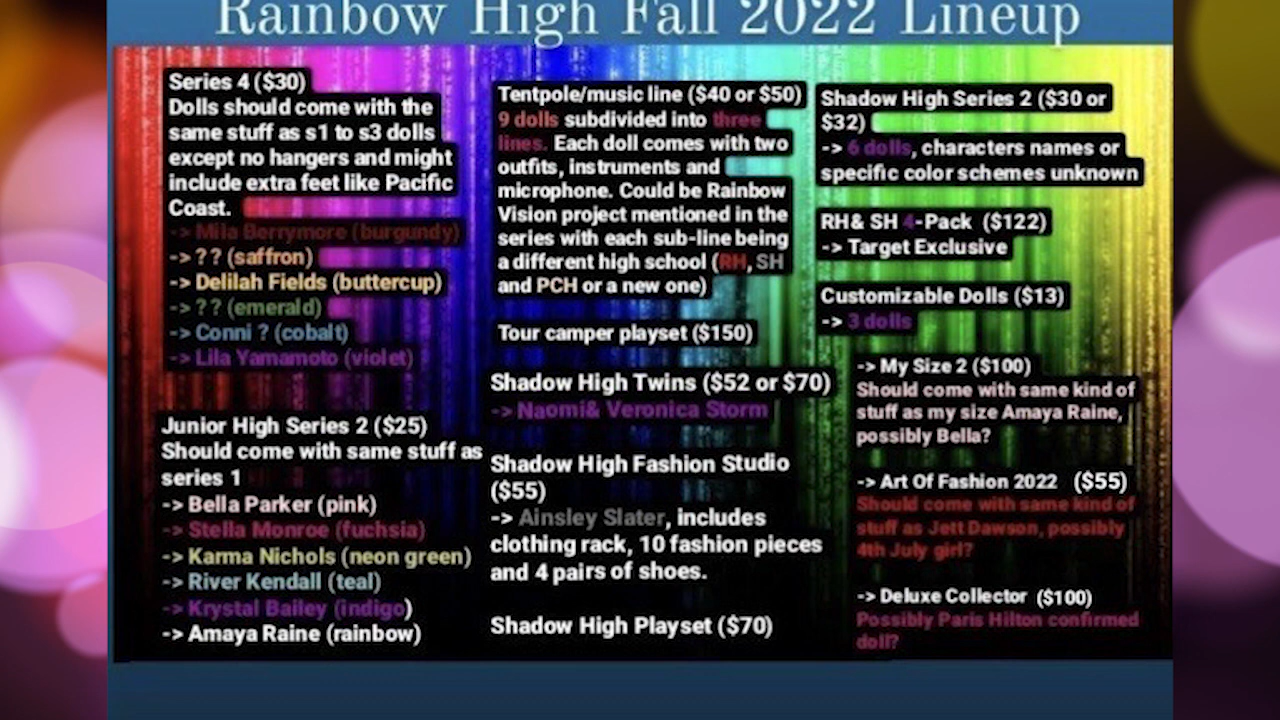 Rainbow High Fall 2022 Lineup
Series 4 ($30)
Dolls should come with the
same stuff as s1 to s3 dolls
except no hangers and might
include extra feet like Pacific
Coast.
-> Mila Berrymore (burgundy)
-> ?? (saffron)
-> Delilah Fields (buttercup)
-> ?? (emerald)
-> Conni ? (cobalt)
-> Lila Yamamoto (violet)
Junior High Series 2 ($25)
Should come with same stuff as
series 1
-> Bella Parker (pink)
-> Stella Monroe (fuchsia)
-> Karma Nichols (neon green)
-> River Kendall (teal)
-> Krystal Bailey (indigo)
-> Amaya Raine (rainbow)
Tentpole/music line ($40 or $50)
9 dolls subdivided into three
lines. Each doll comes with two
outfits, instruments and
microphone. Could be Rainbow
Vision project mentioned in the
series with each sub-line being
a different high school (RH, SH
and PCH or a new one)
Tour camper playset ($150)
Shadow High Twins ($52 or $70)
-> Naomi& Veronica Storm
Shadow High Fashion Studio
($55)
-> Ainsley Slater, includes
clothing rack, 10 fashion pieces
and 4 pairs of shoes.
Shadow High Playset ($70)
Shadow High Series 2 ($30 or
$32)
-> 6 dolls, characters names or
specific color schemes unknown
RH& SH 4-Pack ($122)
-> Target Exclusive
Customizable Dolls ($13)
-> 3 dolls
-> My Size 2 ($100)
Should come with same kind of
stuff as my size Amaya Raine,
possibly Bella?
-> Art Of Fashion 2022 ($55)
Should come with same kind of
stuff as Jett Dawson, possibly
4th July girl?
-> Deluxe Collector ($100)
Possibly Paris Hilton confirmed
doll?